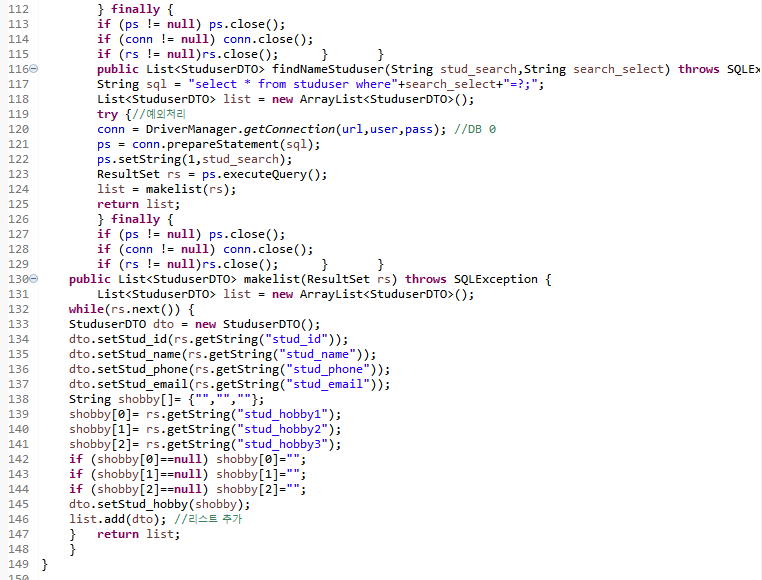 112 } finally {
113 if (ps != null) ps.close();
114 if (conn != null) conn.close();
115 if (rs != null)rs.close(); } }
116 public List<StuduserDTO> findNameStuduser(String stud_search,String search_select) throws SQLEx
117 String sql = "select * from studuser where"+search_select+"=?;";
118 List<StuduserDTO> list = new ArrayList<StuduserDTO>();
119 try {//예외처리
120 conn = DriverManager.getConnection(url,user,pass); //DB 0
121 ps = conn.prepareStatement(sql);
122 ps.setString(1,stud_search);
123 ResultSet rs = ps.executeQuery();
124 list = makelist(rs);
125 return list;
126 } finally {
127 if (ps != null) ps.close();
128 if (conn != null) conn.close();
129 if (rs != null)rs.close(); } }
130 public List<StuduserDTO> makelist(ResultSet rs) throws SQLException {
131 List<StuduserDTO> list = new ArrayList<StuduserDTO>();
132 while(rs.next()) {
133 StuduserDTO dto = new StuduserDTO();
134 dto.setStud_id(rs.getString("stud_id"));
135 dto.setStud_name(rs.getString("stud_name"));
136 dto.setStud_phone(rs.getString("stud_phone"));
137 dto.setStud_email(rs.getString("stud_email"));
138 String shobby[]= {"","",""};
139 shobby[0]= rs.getString("stud_hobby1");
140 shobby[1]= rs.getString("stud_hobby2");
141 shobby[2]= rs.getString("stud_hobby3");
142 if (shobby[0]==null) shobby[0]="";
143 if (shobby[1]==null) shobby[1]="";
144 if (shobby[2]==null) shobby[2]="";
145 dto.setStud_hobby(shobby);
146 list.add(dto); //리스트 추가
147 } return list;
148 }
149 }
150